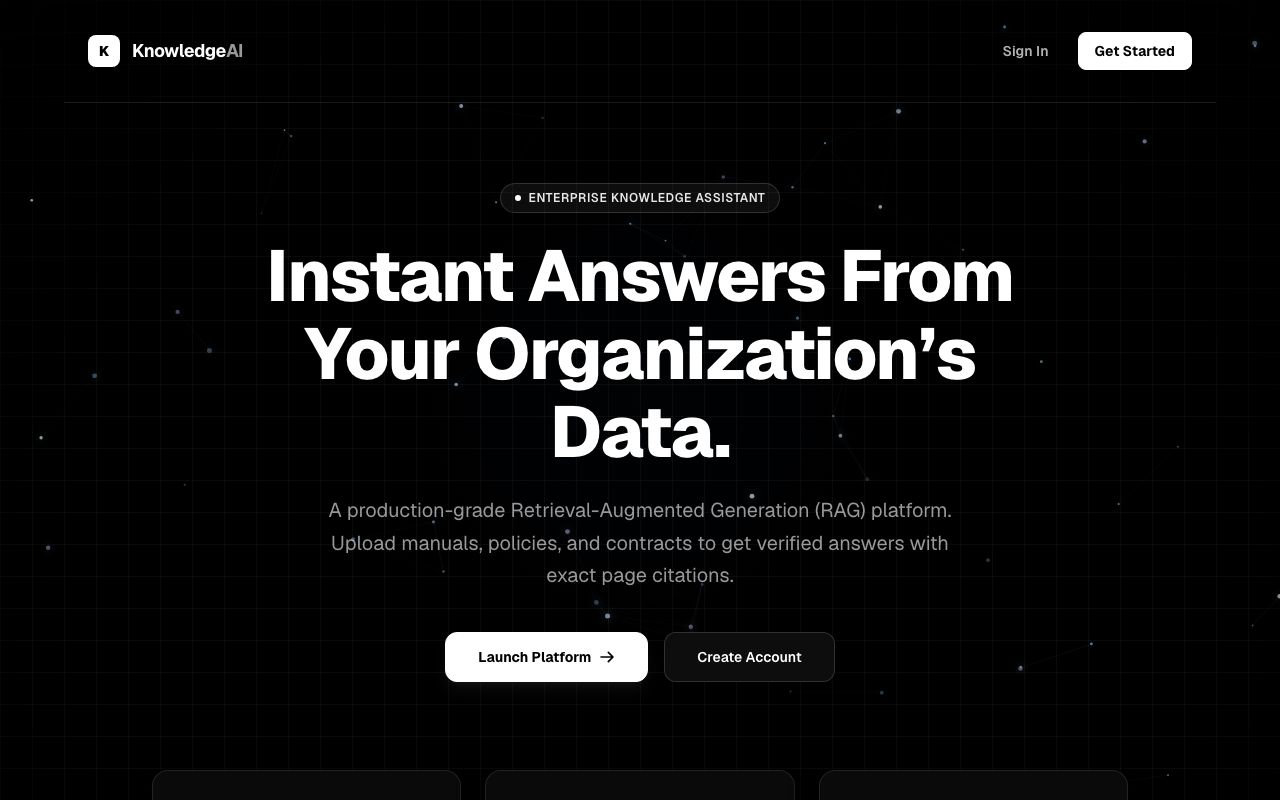 K
KnowledgeAI
Sign In
Get Started
ENTERPRISE KNOWLEDGE ASSISTANT
Instant Answers From
Your Organization’s
Data.
A production-grade Retrieval-Augmented Generation (RAG) platform.
Upload manuals, policies, and contracts to get verified answers with
exact page citations.
Launch Platform →
Create Account